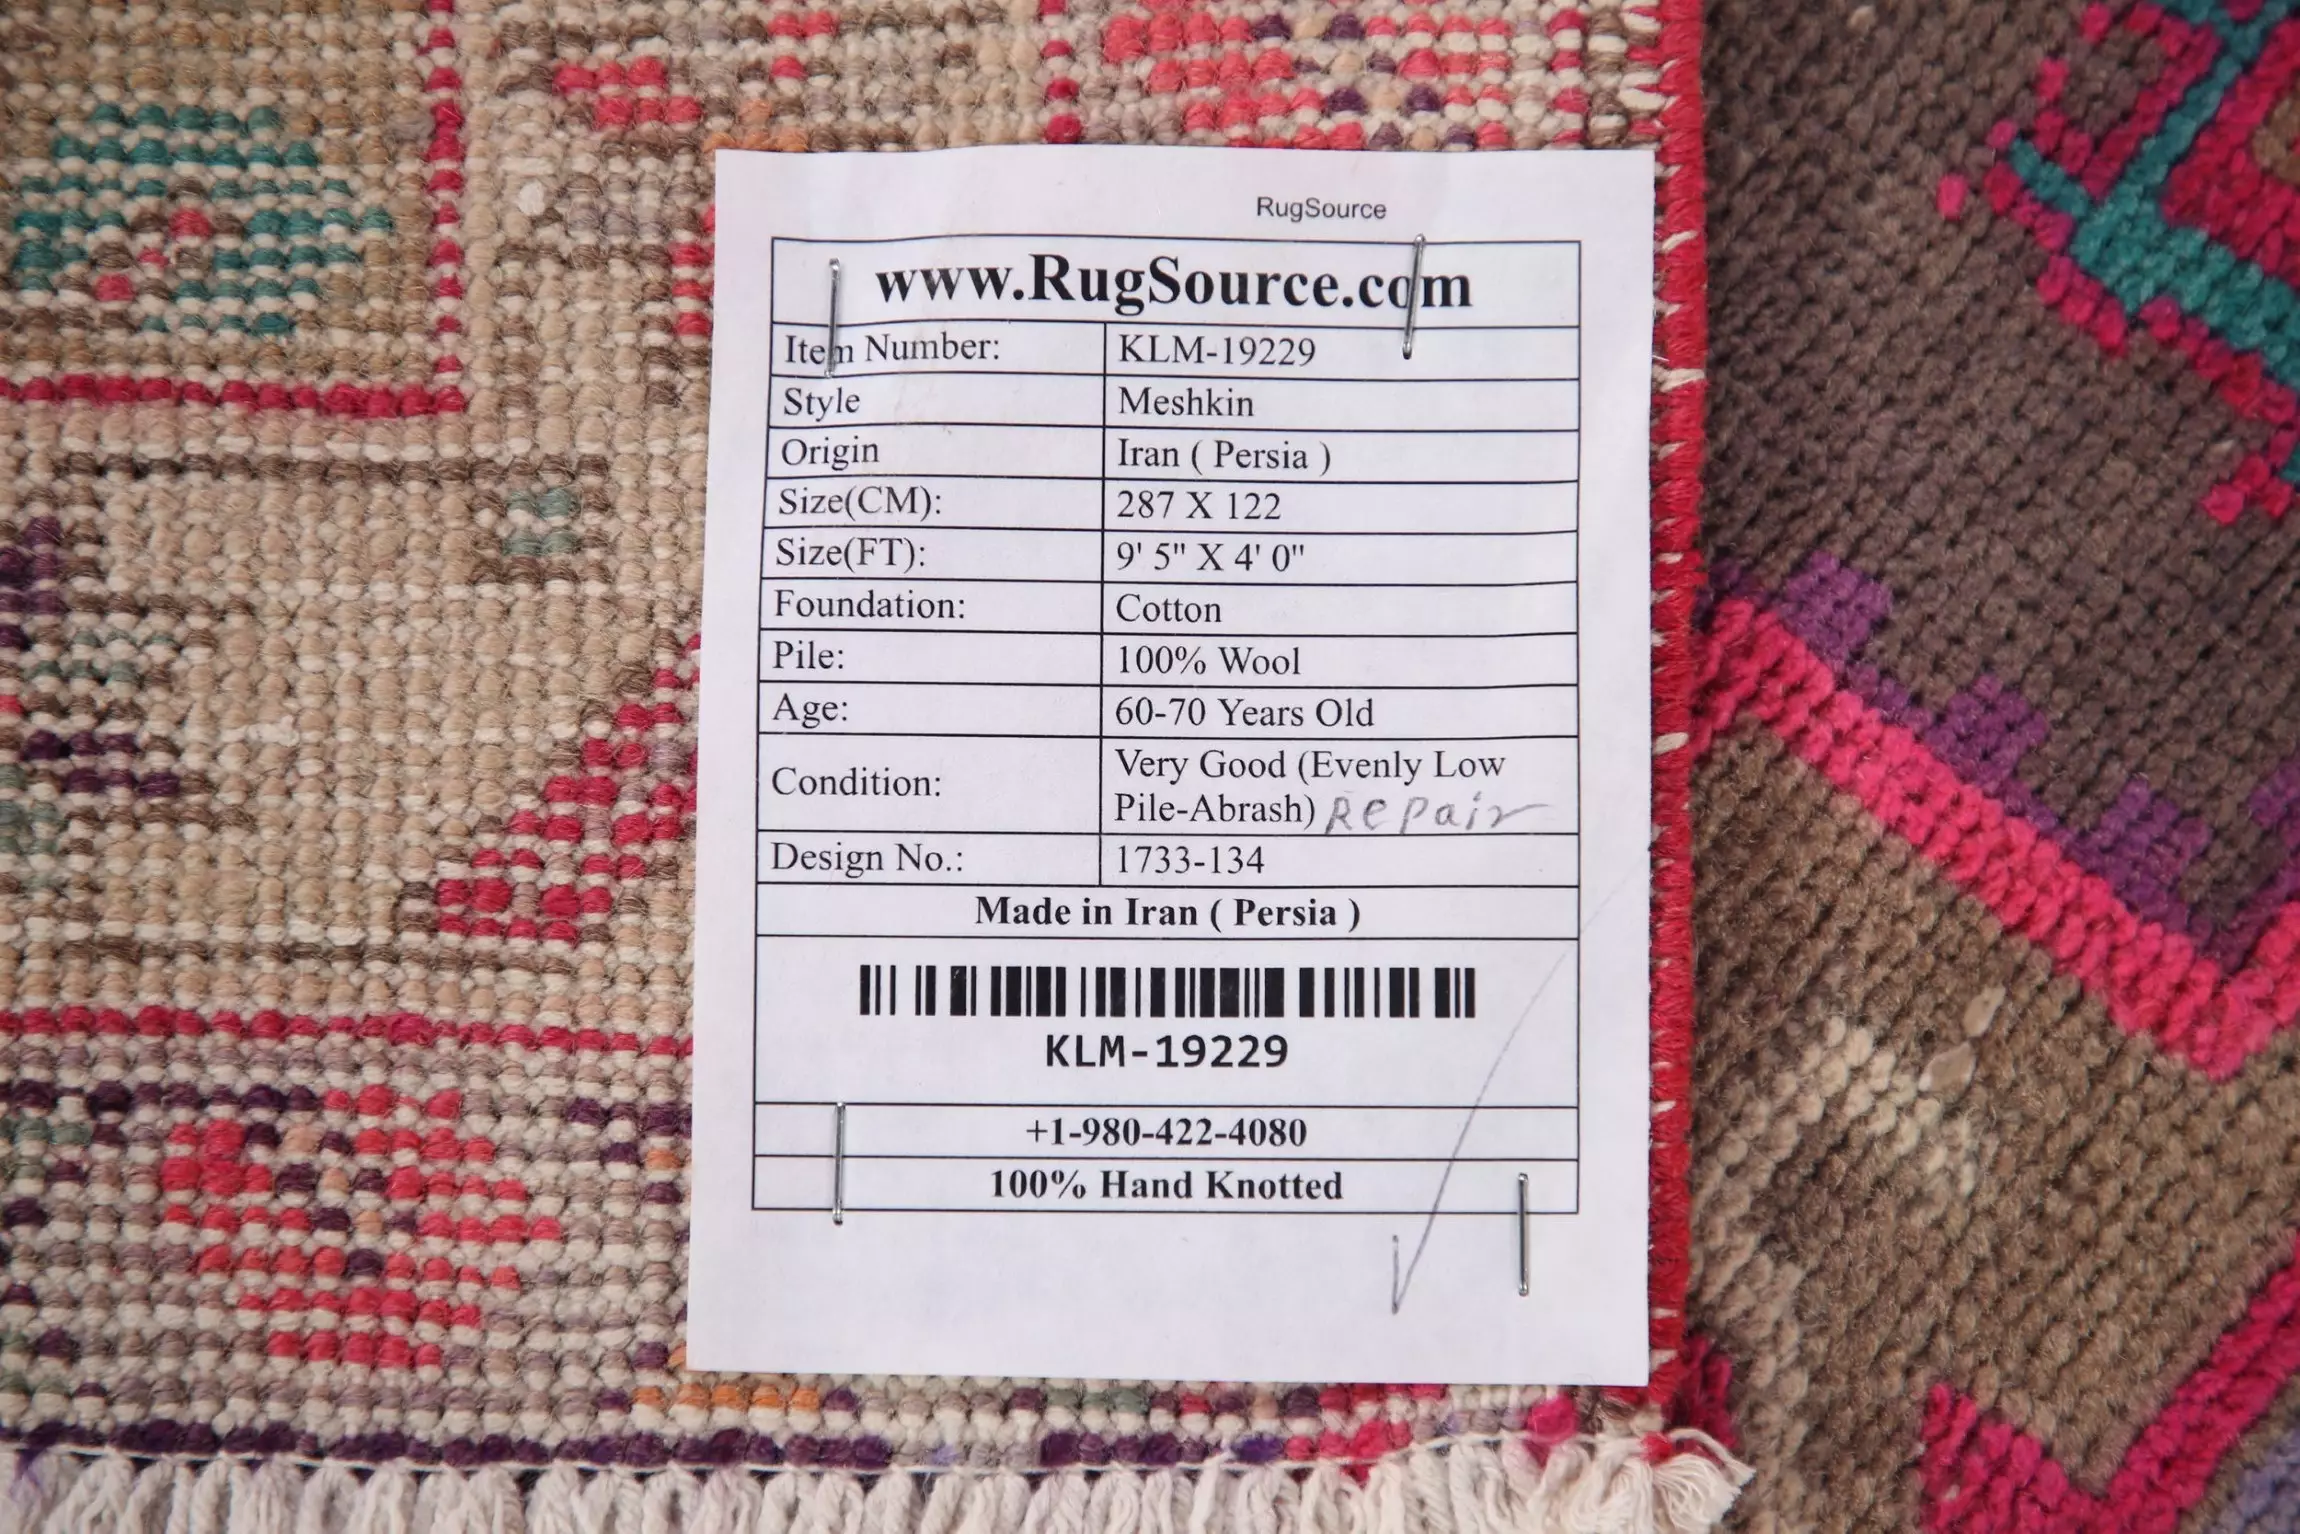 RugSource
www.RugSource.com
Item Number: KLM-19229
Style Meshkin
Origin Iran ( Persia )
Size(CM): 287 X 122
Size(FT): 9' 5" X 4' 0"
Foundation: Cotton
Pile: 100% Wool
Age: 60-70 Years Old
Condition: Very Good (Evenly Low
Pile-Abrash) Repair
Design No.: 1733-134
Made in Iran ( Persia )
KLM-19229
+1-980-422-4080
100% Hand Knotted